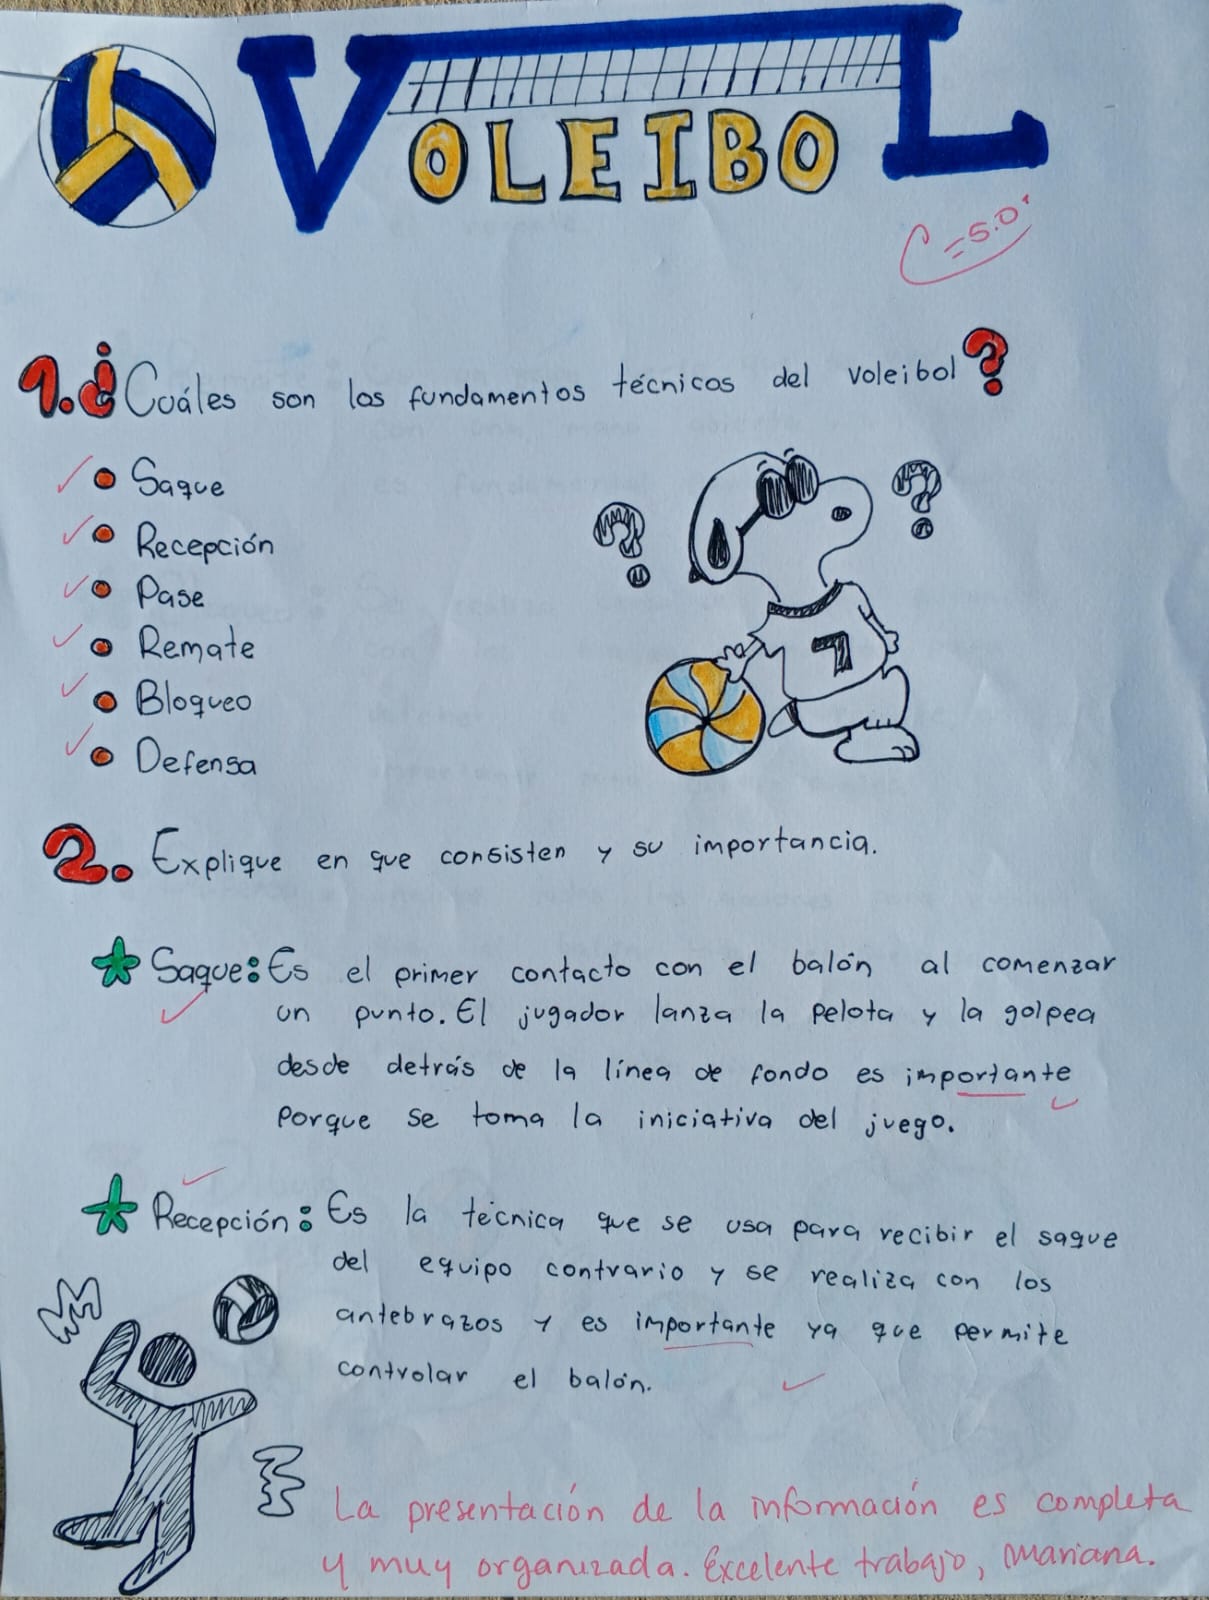 VOLEIBOL
C=5.0.
1. ¿Cuáles son los fundamentos técnicos del voleibol?
• Saque
• Recepción
• Pase
• Remate
• Bloqueo
• Defensa
7
2. Explique en que consisten y su importancia.
* Saque: Es el primer contacto con el balón al comenzar
un punto. El jugador lanza la pelota y la golpea
desde detrás de la línea de fondo es importante
porque se toma la iniciativa del juego.
* Recepción: Es la técnica que se usa para recibir el saque
del equipo contrario y se realiza con los
antebrazos y es importante ya que permite
controlar el balón.
La presentación de la información es completa
y muy organizada. Excelente trabajo, Mariana.